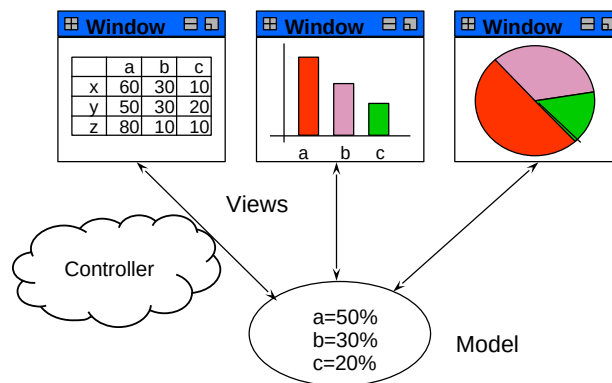 Window
Window
Window
a b c
x 60 30 10
y 50 30 20
z 80 10 10
a b c
Views
Controller
a=50%
b=30%
c=20%
Model